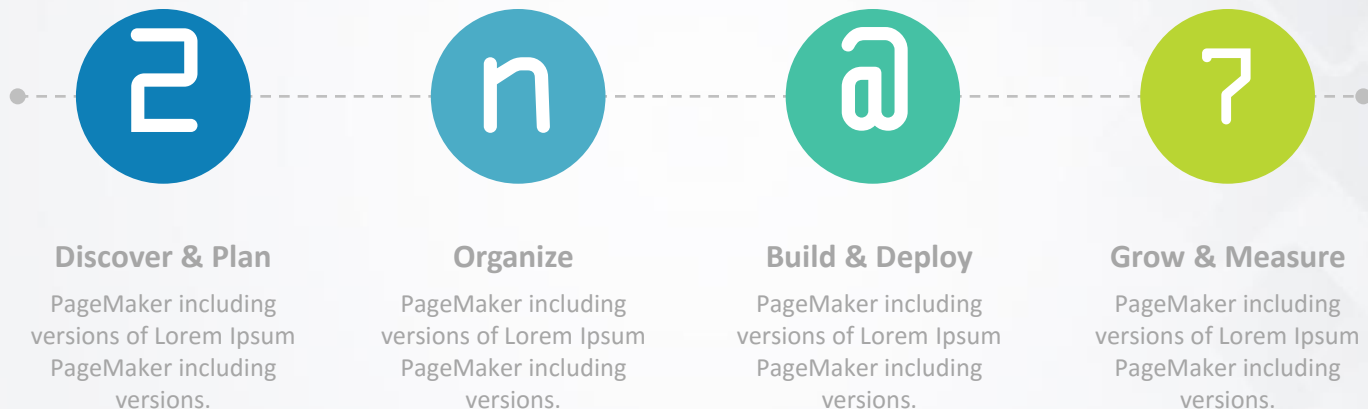 2
n
@
7
Discover & Plan
PageMaker including
versions of Lorem Ipsum
PageMaker including
versions.
Organize
PageMaker including
versions of Lorem Ipsum
PageMaker including
versions.
Build & Deploy
PageMaker including
versions of Lorem Ipsum
PageMaker including
versions.
Grow & Measure
PageMaker including
versions of Lorem Ipsum
PageMaker including
versions.